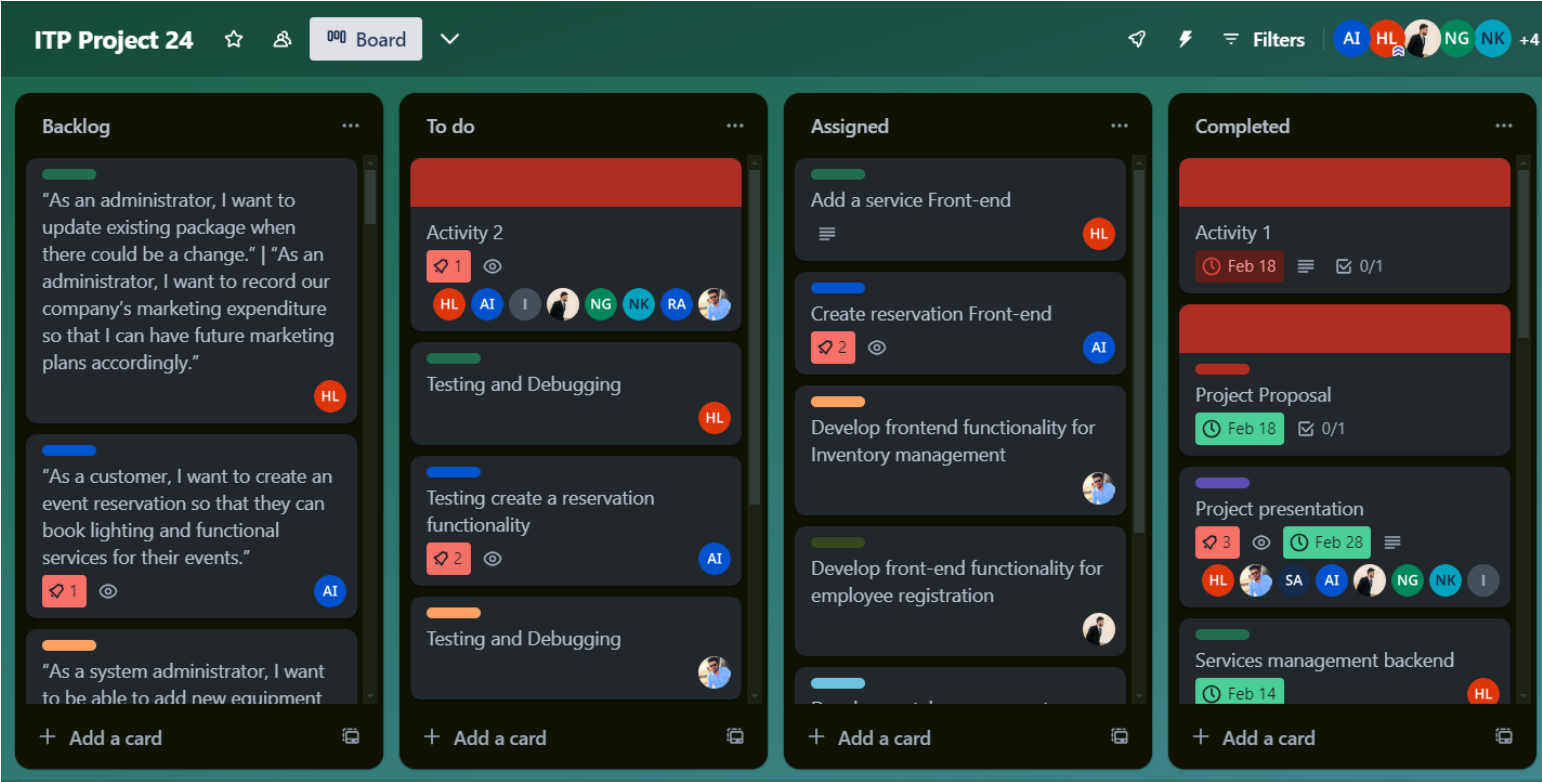 ITP Project 24
Board
Filters
AI HL NG NK +4
Backlog
“As an administrator, I want to
update existing package when
there could be a change.” | “As an
administrator, I want to record our
company’s marketing expenditure
so that I can have future marketing
plans accordingly.”
HL
“As a customer, I want to create an
event reservation so that they can
book lighting and functional
services for their events.”
1
AI
“As a system administrator, I want
to be able to add new equipment
+ Add a card
To do
Activity 2
1
HL AI I NG NK RA
Testing and Debugging
HL
Testing create a reservation
functionality
2
AI
Testing and Debugging
+ Add a card
Assigned
Add a service Front-end
HL
Create reservation Front-end
2
AI
Develop frontend functionality for
Inventory management
Develop front-end functionality for
employee registration
+ Add a card
Completed
Activity 1
Feb 18 0/1
Project Proposal
Feb 18 0/1
Project presentation
3 Feb 28
HL SA AI NG NK I
Services management backend
Feb 14
HL
+ Add a card